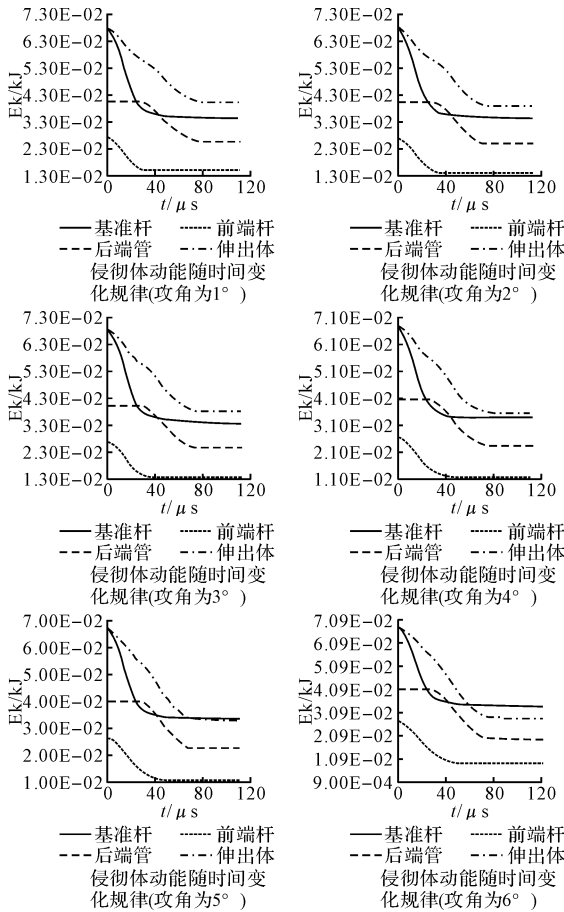 7.30E−02
6.30E−02
5.30E−02
4.30E−02
3.30E−02
2.30E−02
1.30E−02
Ek/kJ
0 40 80 120
t/μs
基准杆 前端杆
后端管 伸出体
侵彻体动能随时间变
化规律(攻角为1°)
7.30E−02
6.30E−02
5.30E−02
4.30E−02
3.30E−02
2.30E−02
1.30E−02
Ek/kJ
0 40 80 120
t/μs
基准杆 前端杆
后端管 伸出体
侵彻体动能随时间变
化规律(攻角为2°)
7.30E−02
6.30E−02
5.30E−02
4.30E−02
3.30E−02
2.30E−02
1.30E−02
Ek/kJ
0 40 80 120
t/μs
基准杆 前端杆
后端管 伸出体
侵彻体动能随时间变
化规律(攻角为3°)
7.10E−02
6.10E−02
5.10E−02
4.10E−02
3.10E−02
2.10E−02
1.10E−02
Ek/kJ
0 40 80 120
t/μs
基准杆 前端杆
后端管 伸出体
侵彻体动能随时间变
化规律(攻角为4°)
7.00E−02
6.00E−02
5.00E−02
4.00E−02
3.00E−02
2.00E−02
1.00E−02
Ek/kJ
0 40 80 120
t/μs
基准杆 前端杆
后端管 伸出体
侵彻体动能随时间变
化规律(攻角为5°)
7.09E−02
6.09E−02
5.09E−02
4.09E−02
3.09E−02
2.09E−02
1.09E−02
9.00E−04
Ek/kJ
0 40 80 120
t/μs
基准杆 前端杆
后端管 伸出体
侵彻体动能随时间变
化规律(攻角为6°)